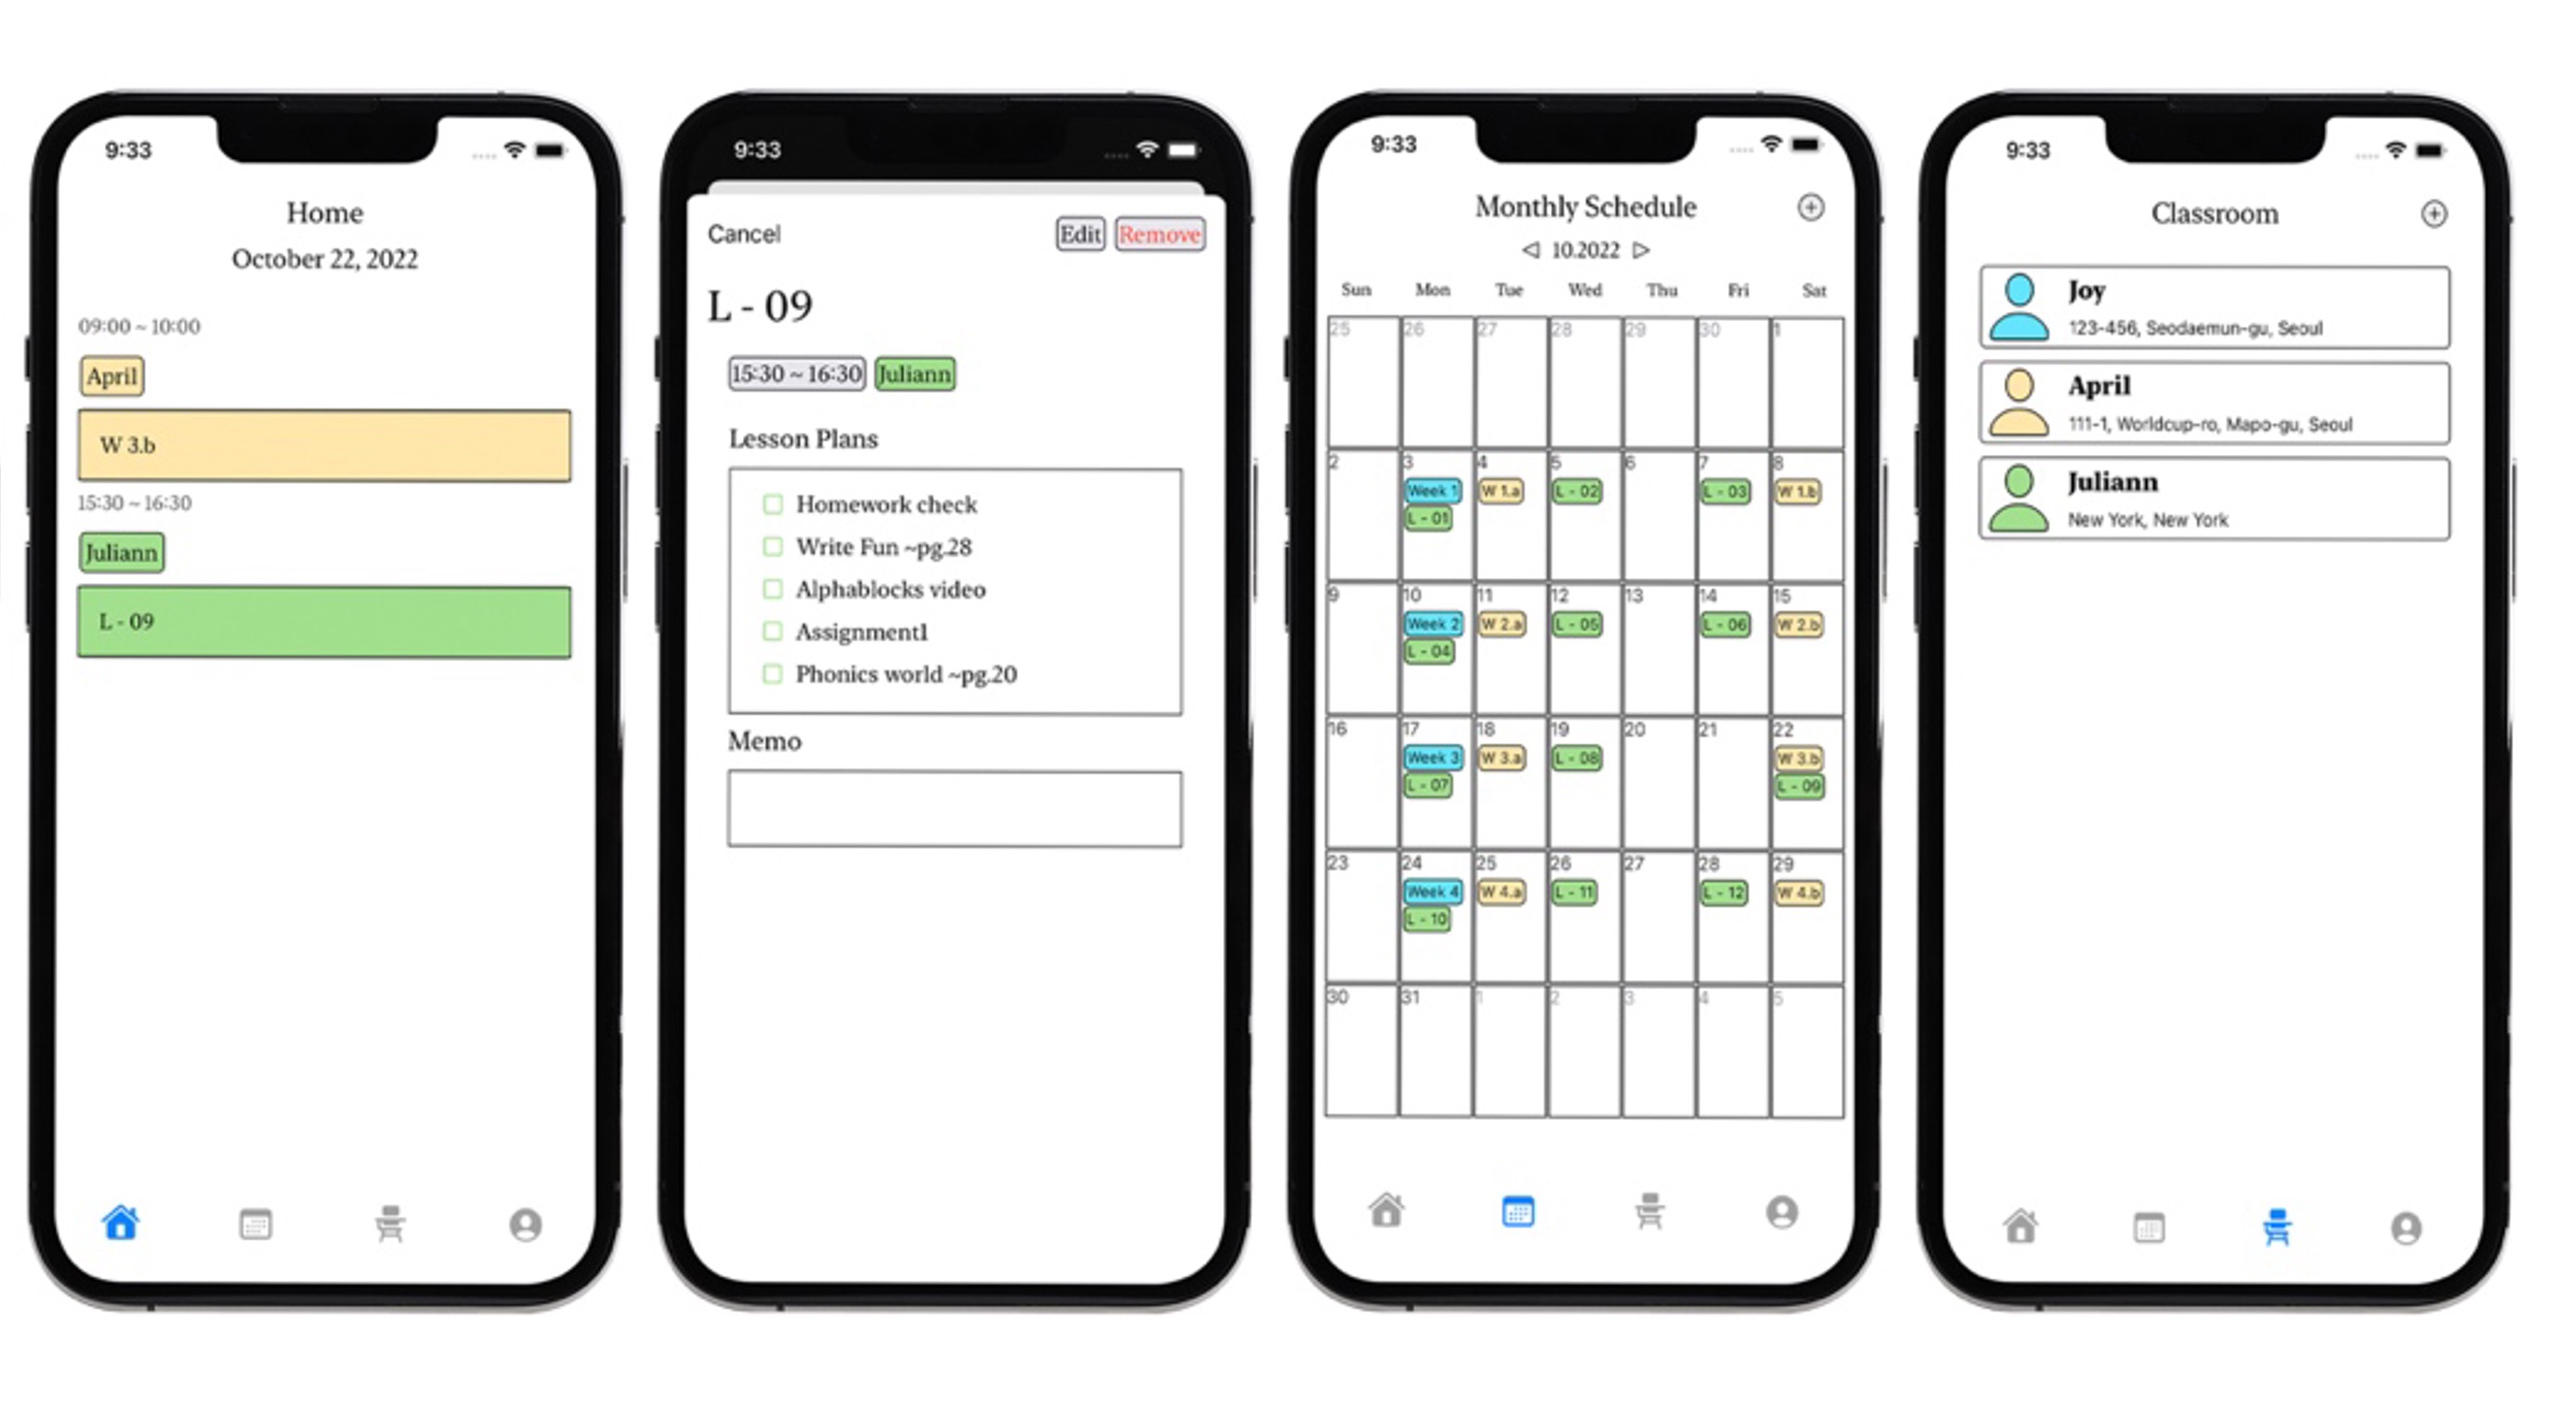 9:33
Home
October 22, 2022
09:00 ~ 10:00
April
W 3.b
15:30 ~ 16:30
Juliann
L - 09
9:33
Cancel Edit Remove
L - 09
15:30 ~ 16:30 Juliann
Lesson Plans
Homework check
Write Fun ~pg.28
Alphablocks video
Assignment1
Phonics world ~pg.20
Memo
9:33
Monthly Schedule
10.2022
Sun Mon Tue Wed Thu Fri Sat
25 26 27 28 29 30 1
2 3 4 5 6 7 8
Week 1 W 1.a L - 02 L - 03 W 1.b
L - 01
9 10 11 12 13 14 15
Week 2 W 2.a L - 05 L - 06 W 2.b
L - 04
16 17 18 19 20 21 22
Week 3 W 3.a L - 08 W 3.b
L - 07 L - 09
23 24 25 26 27 28 29
Week 4 W 4.a L - 11 L - 12 W 4.b
L - 10
30 31 1 2 3 4 5
9:33
Classroom
Joy
123-456, Seodaemun-gu, Seoul
April
111-1, Worldcup-ro, Mapo-gu, Seoul
Juliann
New York, New York